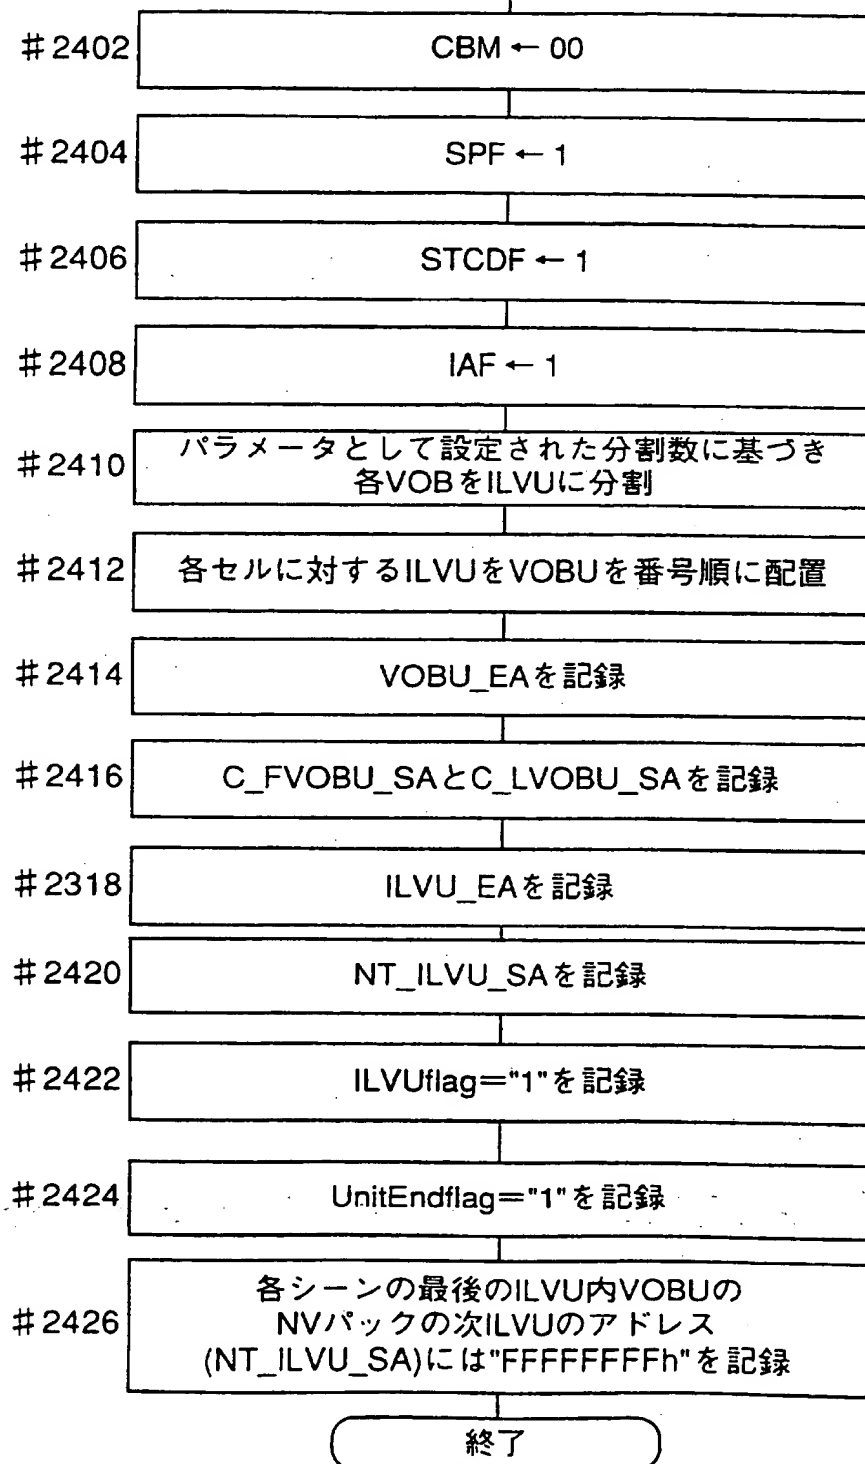 #2402 CBM ← 00
#2404 SPF ← 1
#2406 STCDF ← 1
#2408 IAF ← 1
#2410 パラメータとして設定された分割数に基づき
各VOBをILVUに分割
#2412 各セルに対するILVUをVOBUを番号順に配置
#2414 VOBU_EAを記録
#2416 C_FVOBU_SAとC_LVOBU_SAを記録
#2318 ILVU_EAを記録
#2420 NT_ILVU_SAを記録
#2422 ILVUflag="1"を記録
#2424 UnitEndflag="1"を記録
#2426 各シーンの最後のILVU内VOBUの
NVパックの次ILVUのアドレス
(NT_ILVU_SA)には"FFFFFFFFh"を記録
終了